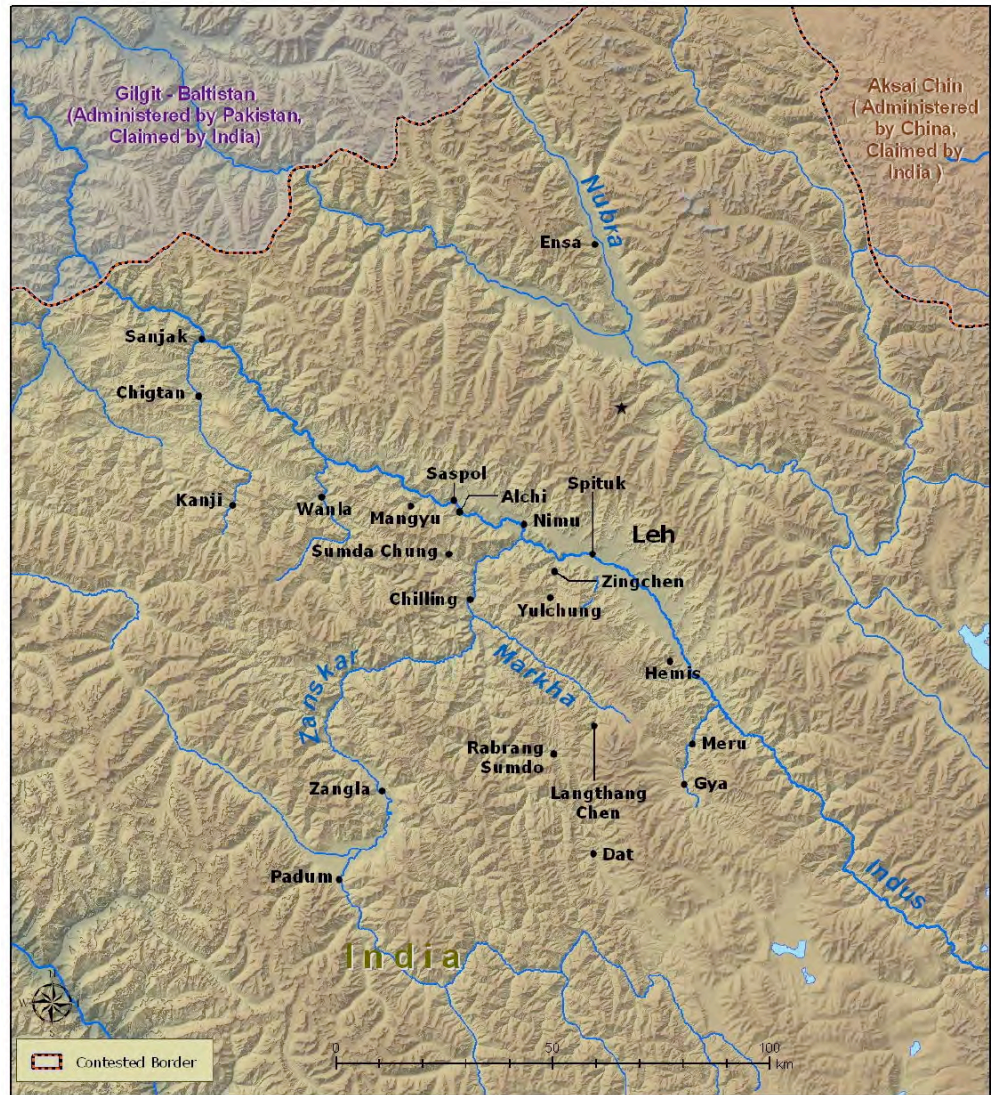 Gilgit - Baltistan
(Administered by Pakistan,
Claimed by India)
Aksai Chin
( Administered
by China,
Claimed by
India )
Nubra
Ensa
Sanjak
Chigtan
Saspol
Alchi
Spituk
Kanji
Wanla
Mangyu
Nimu
Leh
Sumda Chung
Zingchen
Chilling
Yulchung
Markha
Hemis
Zanskar
Rabrang
Sumdo
Meru
Zangla
Langthang
Chen
Gya
Dat
Padum
Indus
India
N
W
Contested Border
0
50
100
km